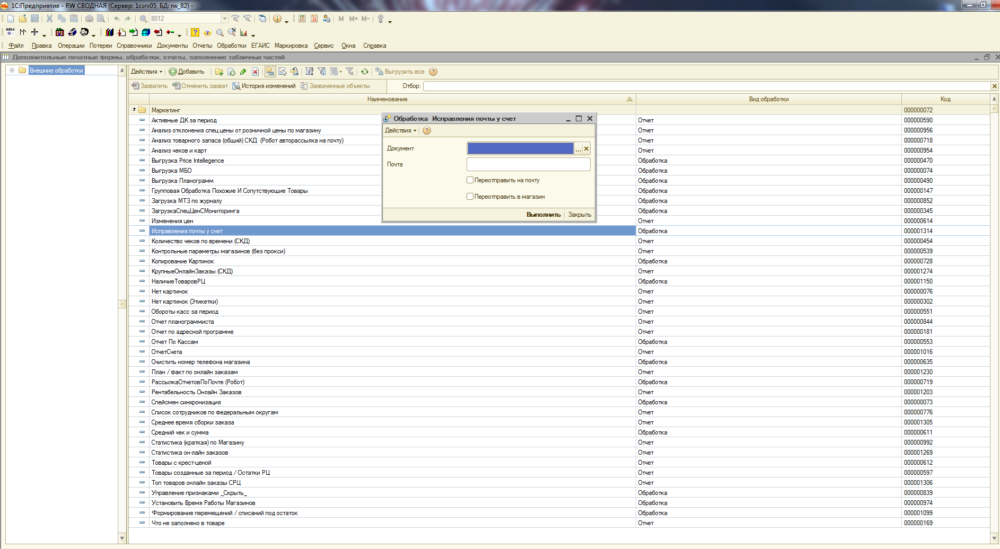 1С:Предприятие - RW СВОДНАЯ (Сервер: 1csrv05, БД: rw_82) -
8012
M M+ M-
Файл Правка Операции Лотереи Справочники Документы Отчеты Обработки ЕГАИС Маркировка Сервис Окна Справка
Дополнительные печатные формы, обработки, отчеты, заполнение табличных частей
Внешние обработки
Действия Добавить Выгрузить все
Захватить Отменить захват История изменений Захваченные объекты Отбор:
Наименование Вид обработки Код
Маркетинг 000000072
Активные ДК за период Отчет 000000590
Анализ отклонения спец.цены от розничной цены по магазину Отчет 000000956
Анализ товарного запаса (общий) СКД (Робот авторассылка на почту) Отчет 000000718
Анализ чеков и карт Отчет 000000954
Выгрузка Price Intellegence Обработка 000000470
Выгрузка МБО Обработка 000000074
Выгрузка Планограмм Обработка 000000490
Групповая Обработка Похожие И Сопутствующие Товары Обработка 000000147
Загрузка МТЗ по журналу Обработка 000000852
ЗагрузкаСпецЦенСМониторинга Обработка 000000345
Изменения цен Отчет 000000614
Исправления почты у счет Обработка 000001314
Количество чеков по времени (СКД) Отчет 000000454
Контрольные параметры магазинов (без прокси) Отчет 000000539
Копирование Картинок Обработка 000000728
КрупныеОнлайнЗаказы (СКД) Отчет 000001274
НаличиеТоваровРЦ Обработка 000001150
Нет картинок Отчет 000000076
Нет картинок (Этикетки) Отчет 000000302
Обороты касс за период Отчет 000000551
Отчет планограммиста Отчет 000000844
Отчет по адресной программе Отчет 000000181
Отчет По Кассам Обработка 000000553
ОтчетСчета Отчет 000001016
Очистить номер телефона магазина Обработка 000000635
План / факт по онлайн заказам Отчет 000001230
РассылкаОтчетовПоПочте (Робот) Обработка 000000719
Рентабельность Онлайн Заказов Отчет 000001203
Спейсмен синхронизация Обработка 000000073
Список сотрудников по федеральным округам Отчет 000000776
Среднее время сборки заказа Отчет 000001305
Средний чек и сумма Обработка 000000611
Статистика (краткая) по Магазину Отчет 000000992
Статистика он-лайн заказов Отчет 000001269
Товары с крест-ценой Отчет 000000612
Товары созданные за период / Остатки РЦ Отчет 000000597
Топ товаров онлайн заказы СРЦ Отчет 000001306
Управление признаками _Скрыть_ Обработка 000000839
Установить Время Работы Магазинов Обработка 000000974
Формирование перемещений / списаний под остаток Обработка 000001099
Что не заполнено в товаре Отчет 000000169
Обработка Исправления почты у счет
Действия
Документ
Почта
Переотправить на почту
Переотправить в магазин
Выполнить Закрыть